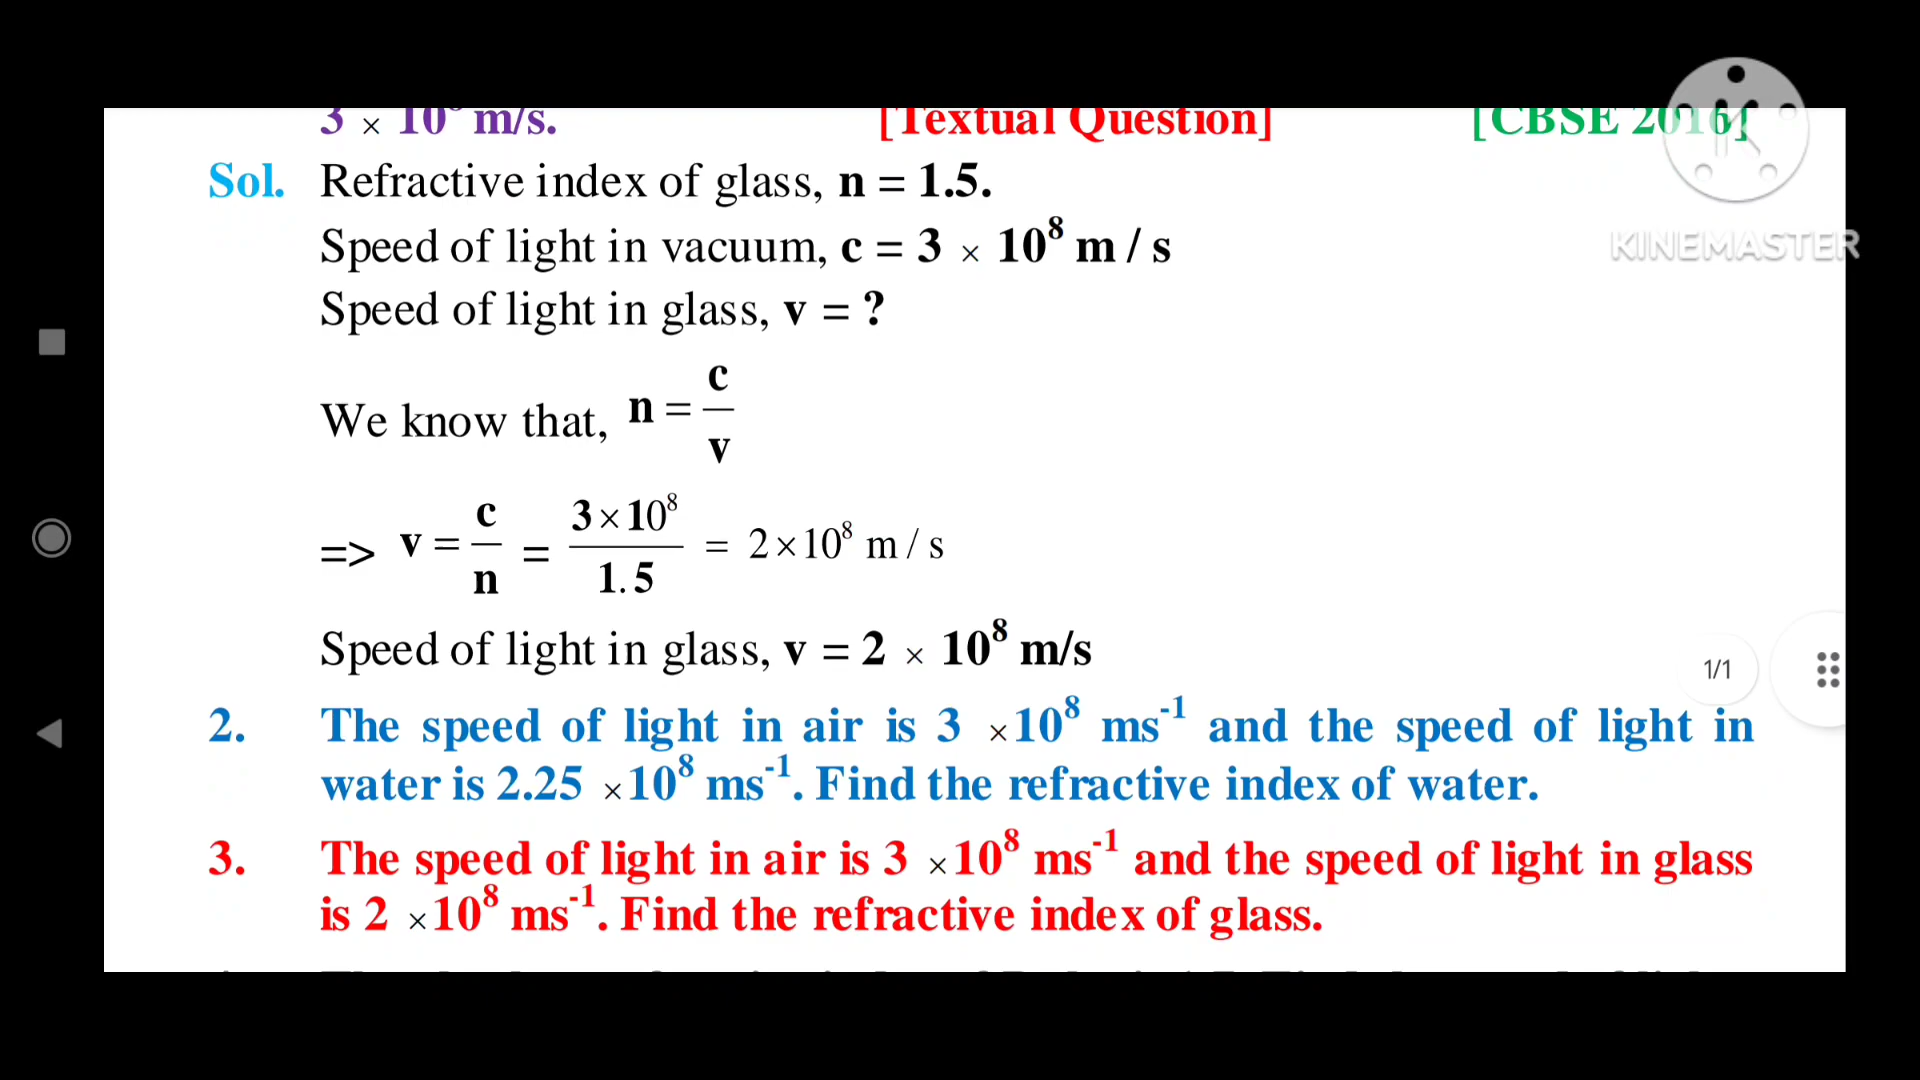 3 × 10⁸ m/s. [Textual Question] [CBSE 2016]
KINEMASTER
Sol. Refractive index of glass, n = 1.5.
Speed of light in vacuum, c = 3 × 10⁸ m / s
Speed of light in glass, v = ?
We know that, n = c/v
=> v = c/n = 3×10⁸/1.5 = 2×10⁸ m / s
Speed of light in glass, v = 2 × 10⁸ m/s
1/1
2. The speed of light in air is 3 ×10⁸ ms⁻¹ and the speed of light in
water is 2.25 ×10⁸ ms⁻¹. Find the refractive index of water.
3. The speed of light in air is 3 ×10⁸ ms⁻¹ and the speed of light in glass
is 2 ×10⁸ ms⁻¹. Find the refractive index of glass.